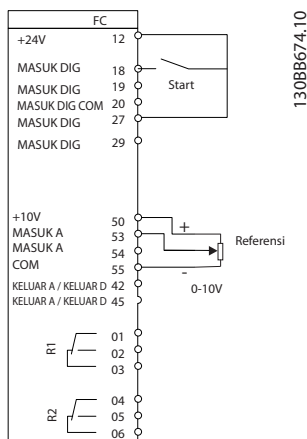 FC
130BB674.10
+24V 12
MASUK DIG 18
Start
MASUK DIG 19
MASUK DIG COM 20
MASUK DIG 27
MASUK DIG 29
+10V 50
+
MASUK A 53
Referensi
MASUK A 54
COM 55
-
0-10V
KELUAR A / KELUAR D 42
KELUAR A / KELUAR D 45
R1
01
02
03
R2
04
05
06